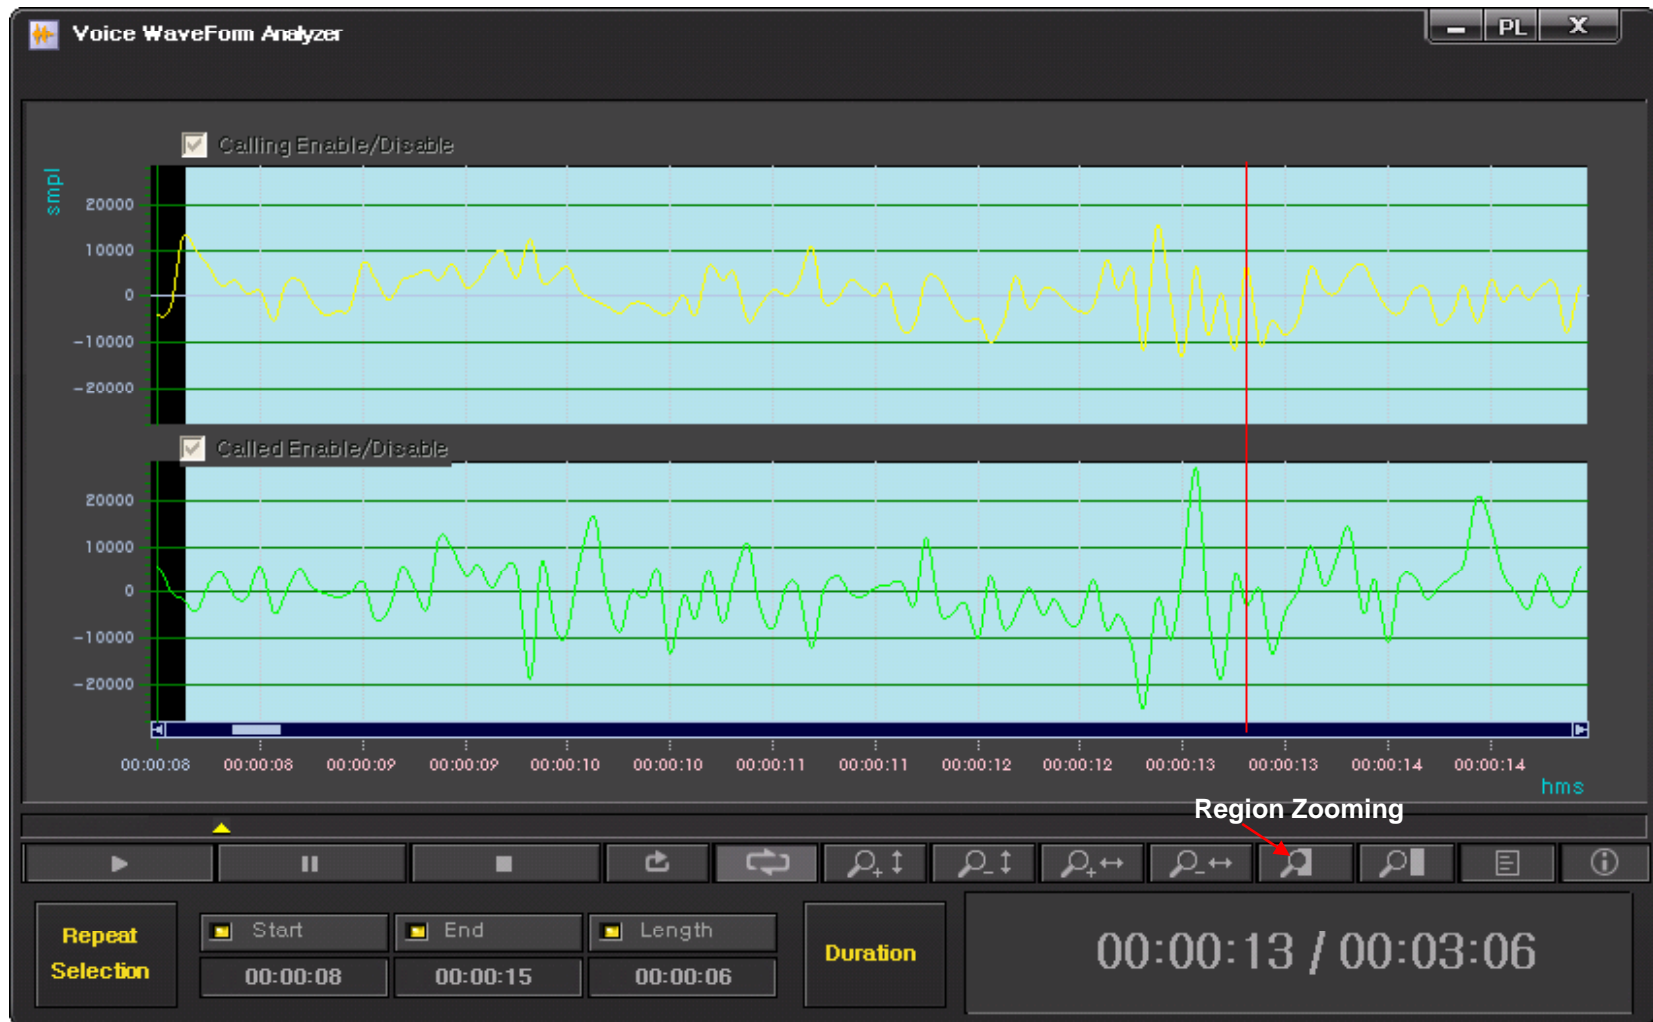 Voice WaveForm Analyzer
PL X
Calling Enable/Disable
smpl
20000
10000
0
-10000
-20000
Called Enable/Disable
20000
10000
0
-10000
-20000
00:00:08 00:00:08 00:00:09 00:00:09 00:00:10 00:00:10 00:00:11 00:00:11 00:00:12 00:00:12 00:00:13 00:00:13 00:00:14 00:00:14
hms
Region Zooming
Repeat
Selection
Start End Length
00:00:08 00:00:15 00:00:06
Duration
00:00:13 / 00:03:06